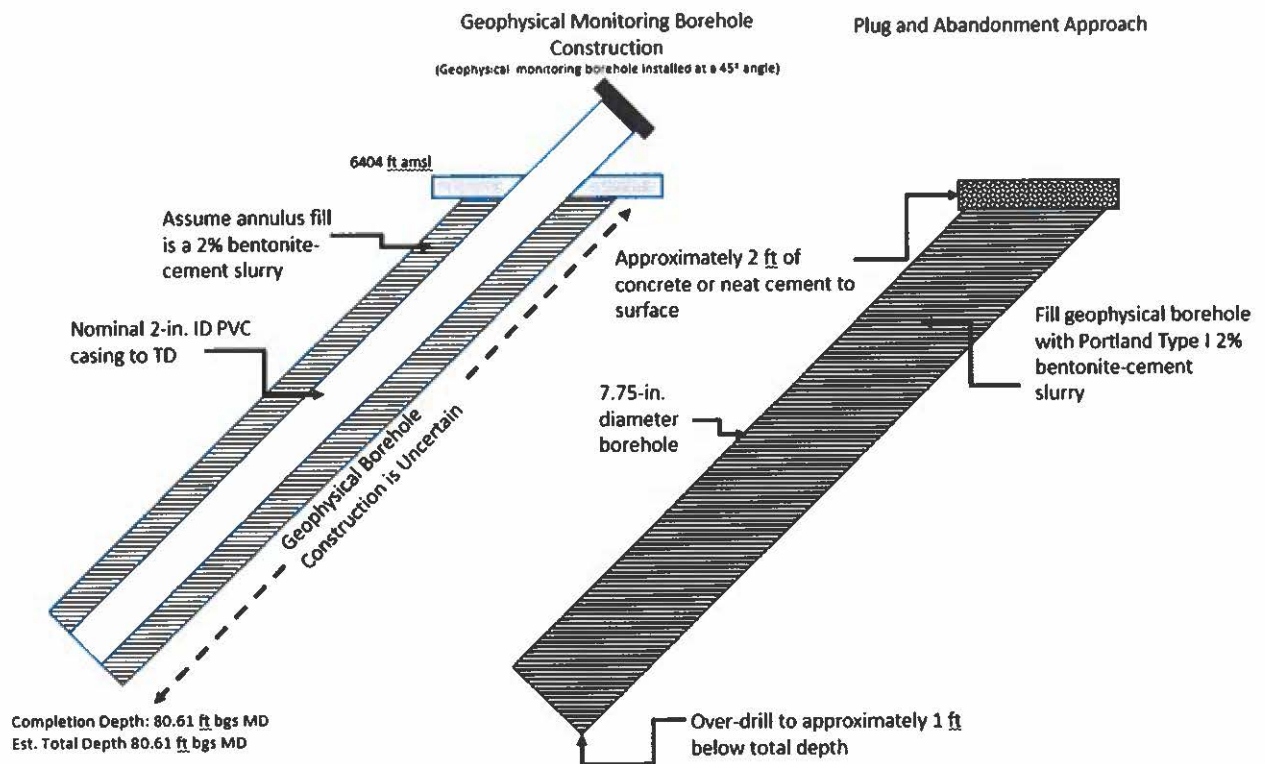 Geophysical Monitoring Borehole
Construction
(Geophysical monitoring borehole installed at a 45° angle)
Plug and Abandonment Approach
6404 ft amsl
Assume annulus fill
is a 2% bentonite-
cement slurry
Nominal 2-in. ID PVC
casing to TD
Geophysical Borehole
Construction is Uncertain
Completion Depth: 80.61 ft bgs MD
Est. Total Depth 80.61 ft bgs MD
Approximately 2 ft of
concrete or neat cement to
surface
7.75-in.
diameter
borehole
Fill geophysical borehole
with Portland Type I 2%
bentonite-cement
slurry
Over-drill to approximately 1 ft
below total depth